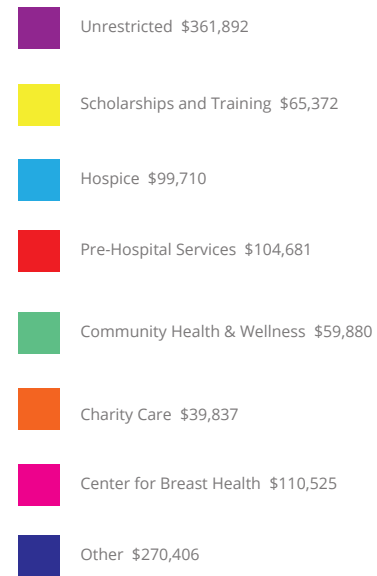 Unrestricted $361,892
Scholarships and Training $65,372
Hospice $99,710
Pre-Hospital Services $104,681
Community Health & Wellness $59,880
Charity Care $39,837
Center for Breast Health $110,525
Other $270,406